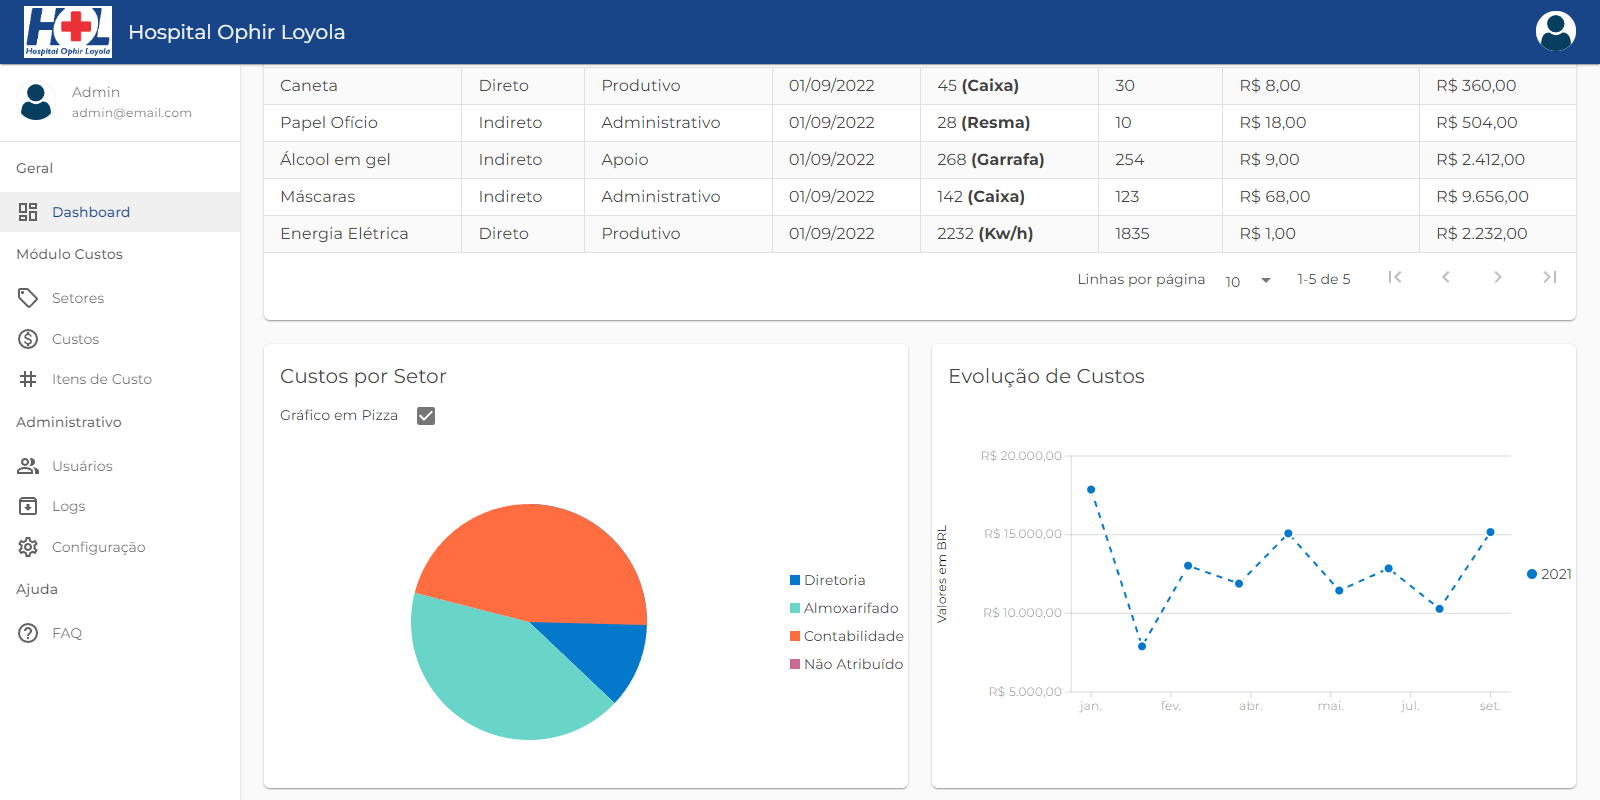 HOL
Hospital Ophir Loyola
Hospital Ophir Loyola
Admin
admin@email.com
Geral
Dashboard
Módulo Custos
Setores
Custos
Itens de Custo
Administrativo
Usuários
Logs
Configuração
Ajuda
FAQ
Caneta Direto Produtivo 01/09/2022 45 (Caixa) 30 R$ 8,00 R$ 360,00
Papel Ofício Indireto Administrativo 01/09/2022 28 (Resma) 10 R$ 18,00 R$ 504,00
Álcool em gel Indireto Apoio 01/09/2022 268 (Garrafa) 254 R$ 9,00 R$ 2.412,00
Máscaras Indireto Administrativo 01/09/2022 142 (Caixa) 123 R$ 68,00 R$ 9.656,00
Energia Elétrica Direto Produtivo 01/09/2022 2232 (Kw/h) 1835 R$ 1,00 R$ 2.232,00
Linhas por página 10 1-5 de 5
Custos por Setor
Gráfico em Pizza
Diretoria
Almoxarifado
Contabilidade
Não Atribuído
Evolução de Custos
Valores em BRL
R$ 20.000,00
R$ 15.000,00
R$ 10.000,00
R$ 5.000,00
jan. fev. abr. mai. jul. set.
2021